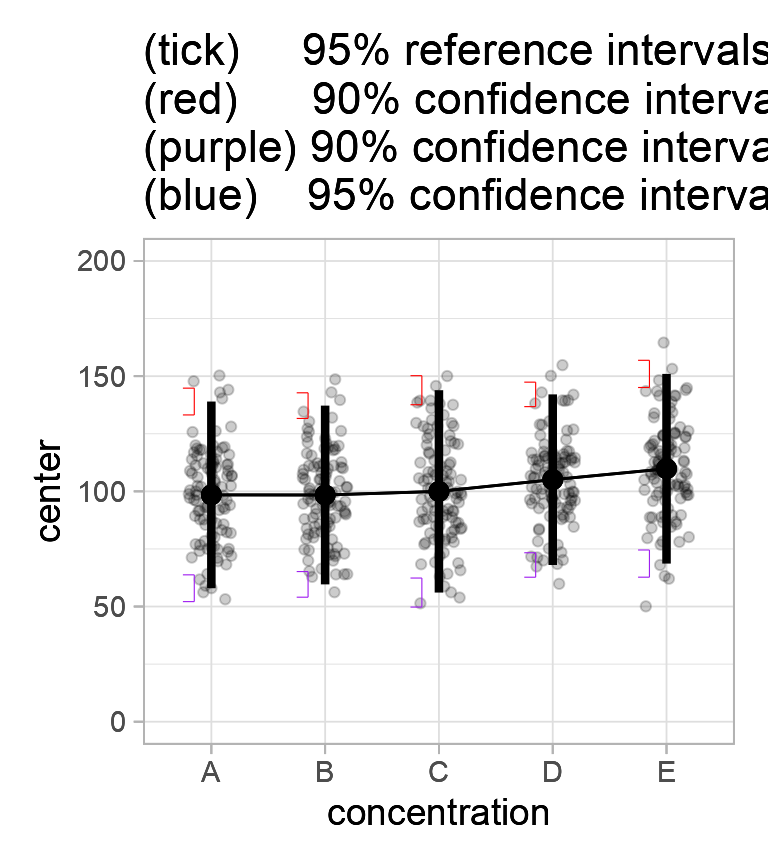 (tick) 95% reference intervals
(red) 90% confidence interva
(purple) 90% confidence interva
(blue) 95% confidence interva
200
150
100
50
0
center
A B C D E
concentration